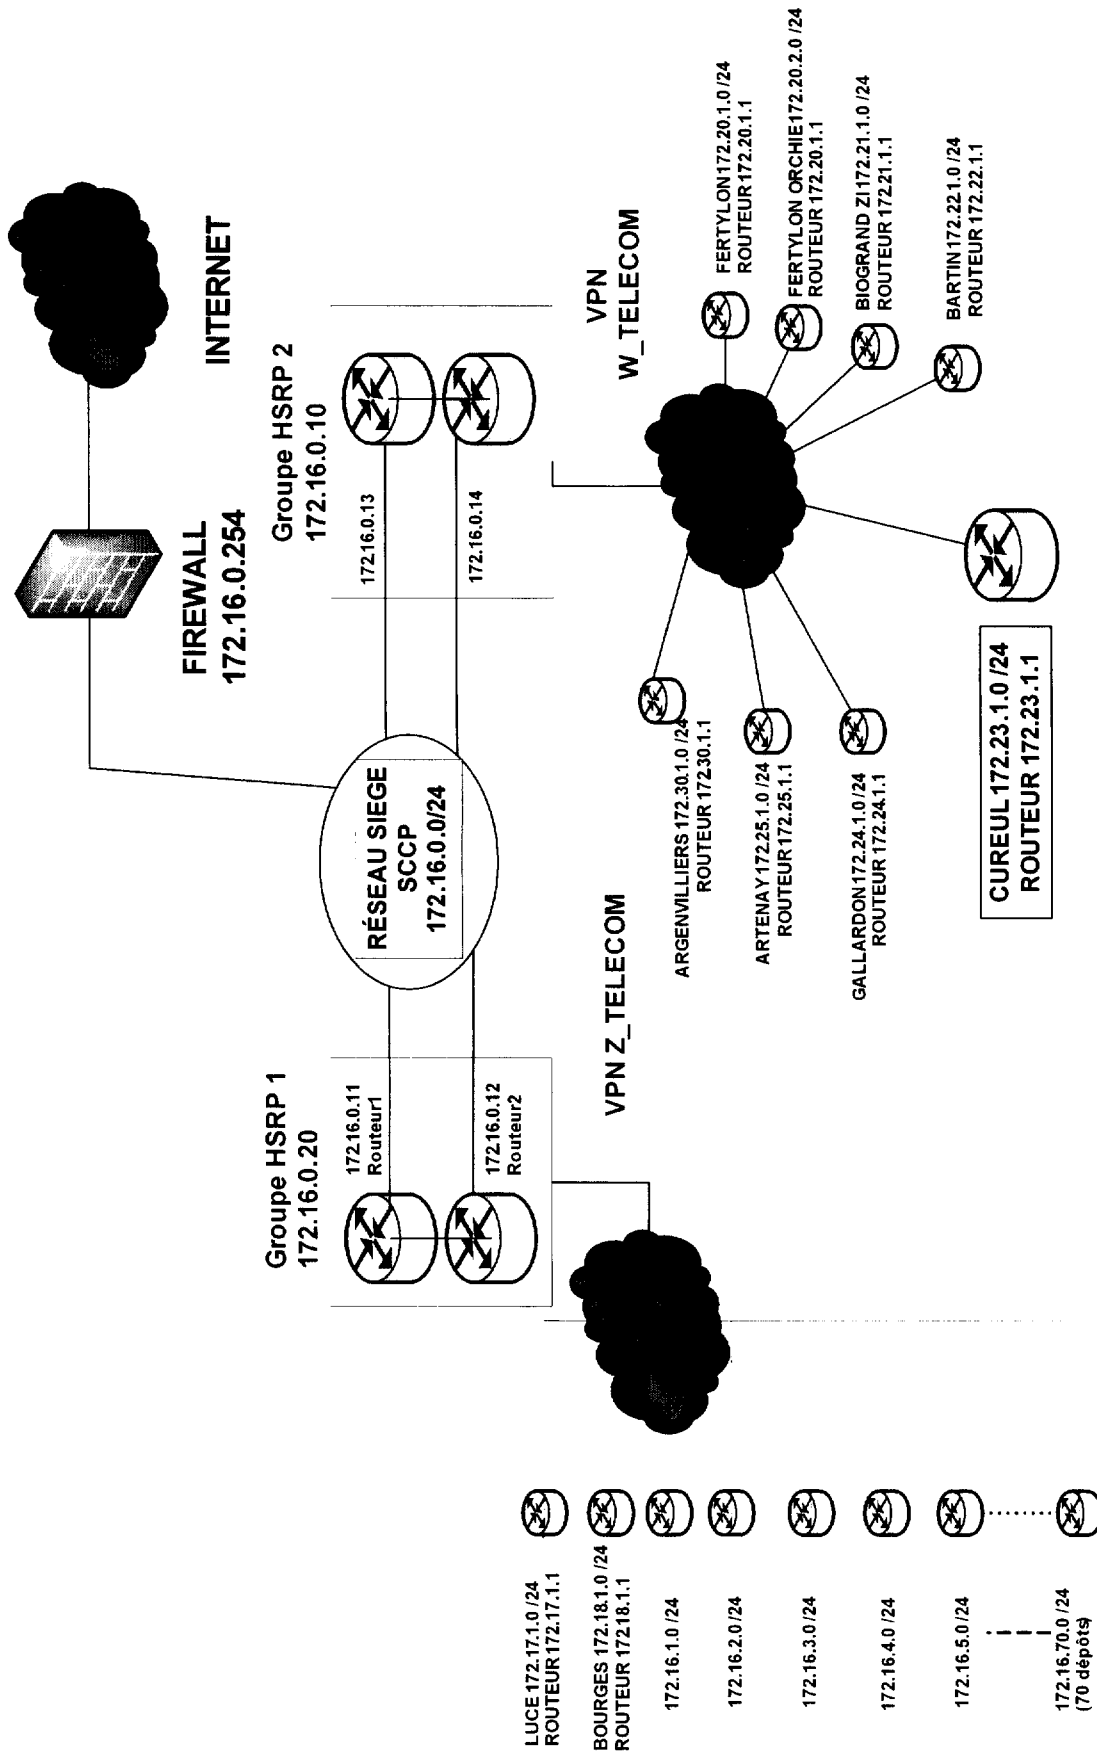 INTERNET
FIREWALL
172.16.0.254
Groupe HSRP 1
172.16.0.20
172.16.0.11
Routeur1
172.16.0.12
Routeur2
RÉSEAU SIEGE
SCCP
172.16.0.0/24
Groupe HSRP 2
172.16.0.10
172.16.0.13
172.16.0.14
VPN Z_TELECOM
VPN
W_TELECOM
LUCE 172.17.1.0 /24
ROUTEUR 172.17.1.1
BOURGES 172.18.1.0 /24
ROUTEUR 172.18.1.1
172.16.1.0 /24
172.16.2.0 /24
172.16.3.0 /24
172.16.4.0 /24
172.16.5.0 /24
172.16.70.0 /24
(70 dépôts)
ARGENVILLIERS 172.30.1.0 /24
ROUTEUR 172.30.1.1
ARTENAY 172.25.1.0 /24
ROUTEUR 172.25.1.1
GALLARDON 172.24.1.0 /24
ROUTEUR 172.24.1.1
CUREUL 172.23.1.0 /24
ROUTEUR 172.23.1.1
FERTYLON 172.20.1.0 /24
ROUTEUR 172.20.1.1
FERTYLON ORCHIE 172.20.2.0 /24
ROUTEUR 172.20.1.1
BIOGRAND ZI 172.21.1.0 /24
ROUTEUR 172.21.1.1
BARTIN 172.22.1.0 /24
ROUTEUR 172.22.1.1